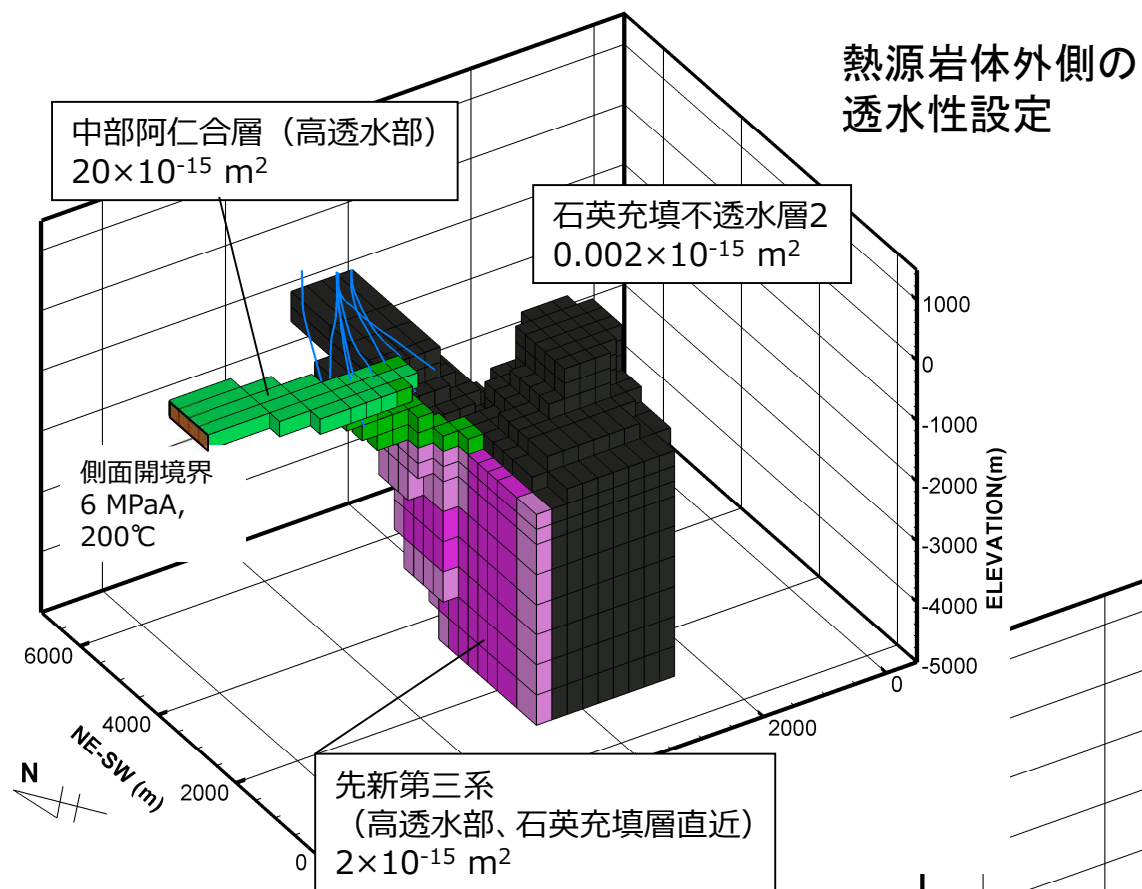 熱源岩体外側の
透水性設定
中部阿仁合層（高透水部）
20×10⁻¹⁵ m²
石英充填不透水層2
0.002×10⁻¹⁵ m²
側面開境界
6 MPaA,
200℃
先新第三系
（高透水部、石英充填層直近）
2×10⁻¹⁵ m²
1000
0
-1000
-2000
-3000
-4000
-5000
ELEVATION(m)
0
2000
6000
4000
2000
0
NE-SW (m)
N